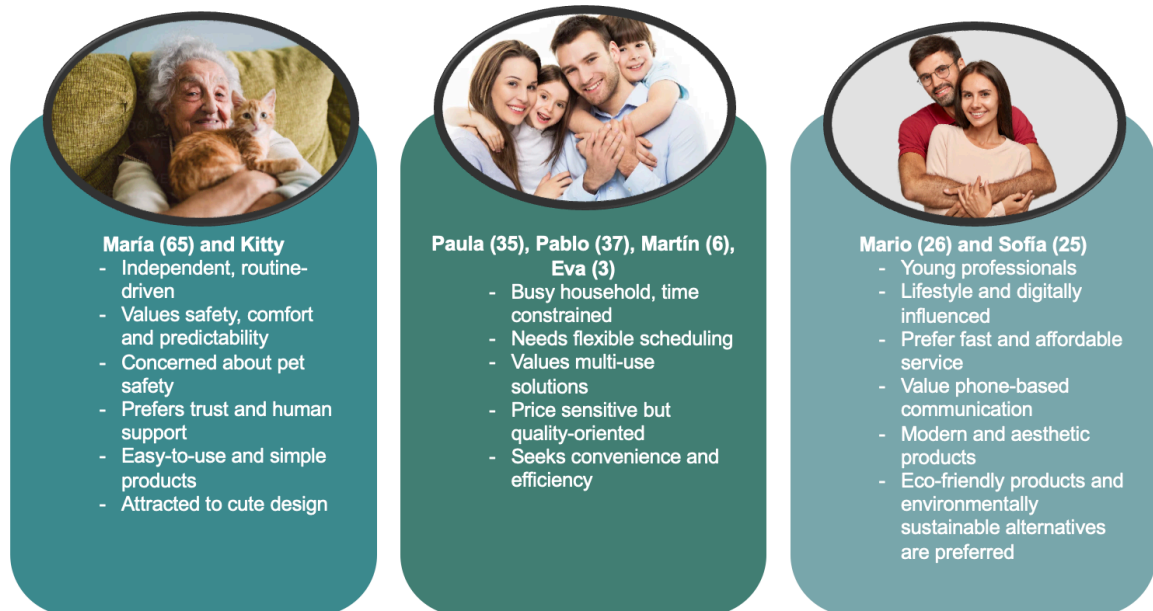 María (65) and Kitty
- Independent, routine-
driven
- Values safety, comfort
and predictability
- Concerned about pet
safety
- Prefers trust and human
support
- Easy-to-use and simple
products
- Attracted to cute design
Paula (35), Pablo (37), Martín (6),
Eva (3)
- Busy household, time
constrained
- Needs flexible scheduling
- Values multi-use
solutions
- Price sensitive but
quality-oriented
- Seeks convenience and
efficiency
Mario (26) and Sofía (25)
- Young professionals
- Lifestyle and digitally
influenced
- Prefer fast and affordable
service
- Value phone-based
communication
- Modern and aesthetic
products
- Eco-friendly products and
environmentally
sustainable alternatives
are preferred